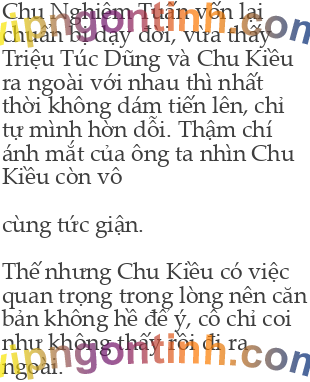 Chu Nghiêm Tuấn vốn lại
chuẩn bị dạy đời, vừa thấy
Triệu Túc Dũng và Chu Kiều
ra ngoài với nhau thì nhất
thời không dám tiến lên, chỉ
tự mình hờn dỗi. Thậm chí
ánh mắt của ông ta nhìn Chu
Kiều còn vô
cùng tức giận.
Thế nhưng Chu Kiều có việc
quan trọng trong lòng nên căn
bản không hề để ý, cô chỉ coi
như không thấy rồi đi ra
ngoài.
vipngontinh.com
vipngontinh.com